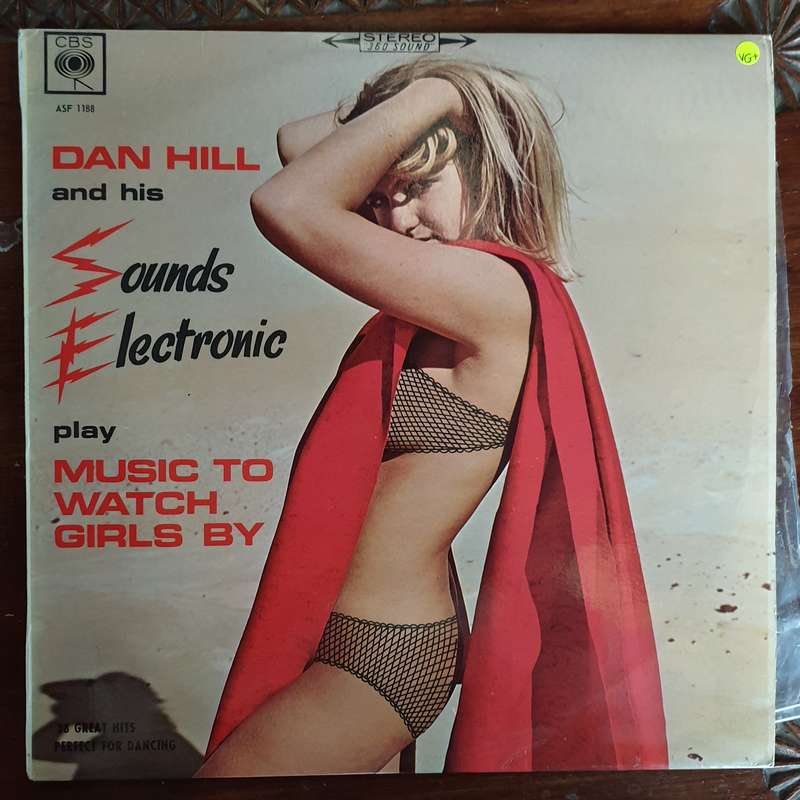 CBS
STEREO
360 SOUND
VG+
ASF 1188
DAN HILL
and his
Sounds
Electronic
play
MUSIC TO
WATCH
GIRLS BY
GREAT HITS
PERFECT FOR DANCING